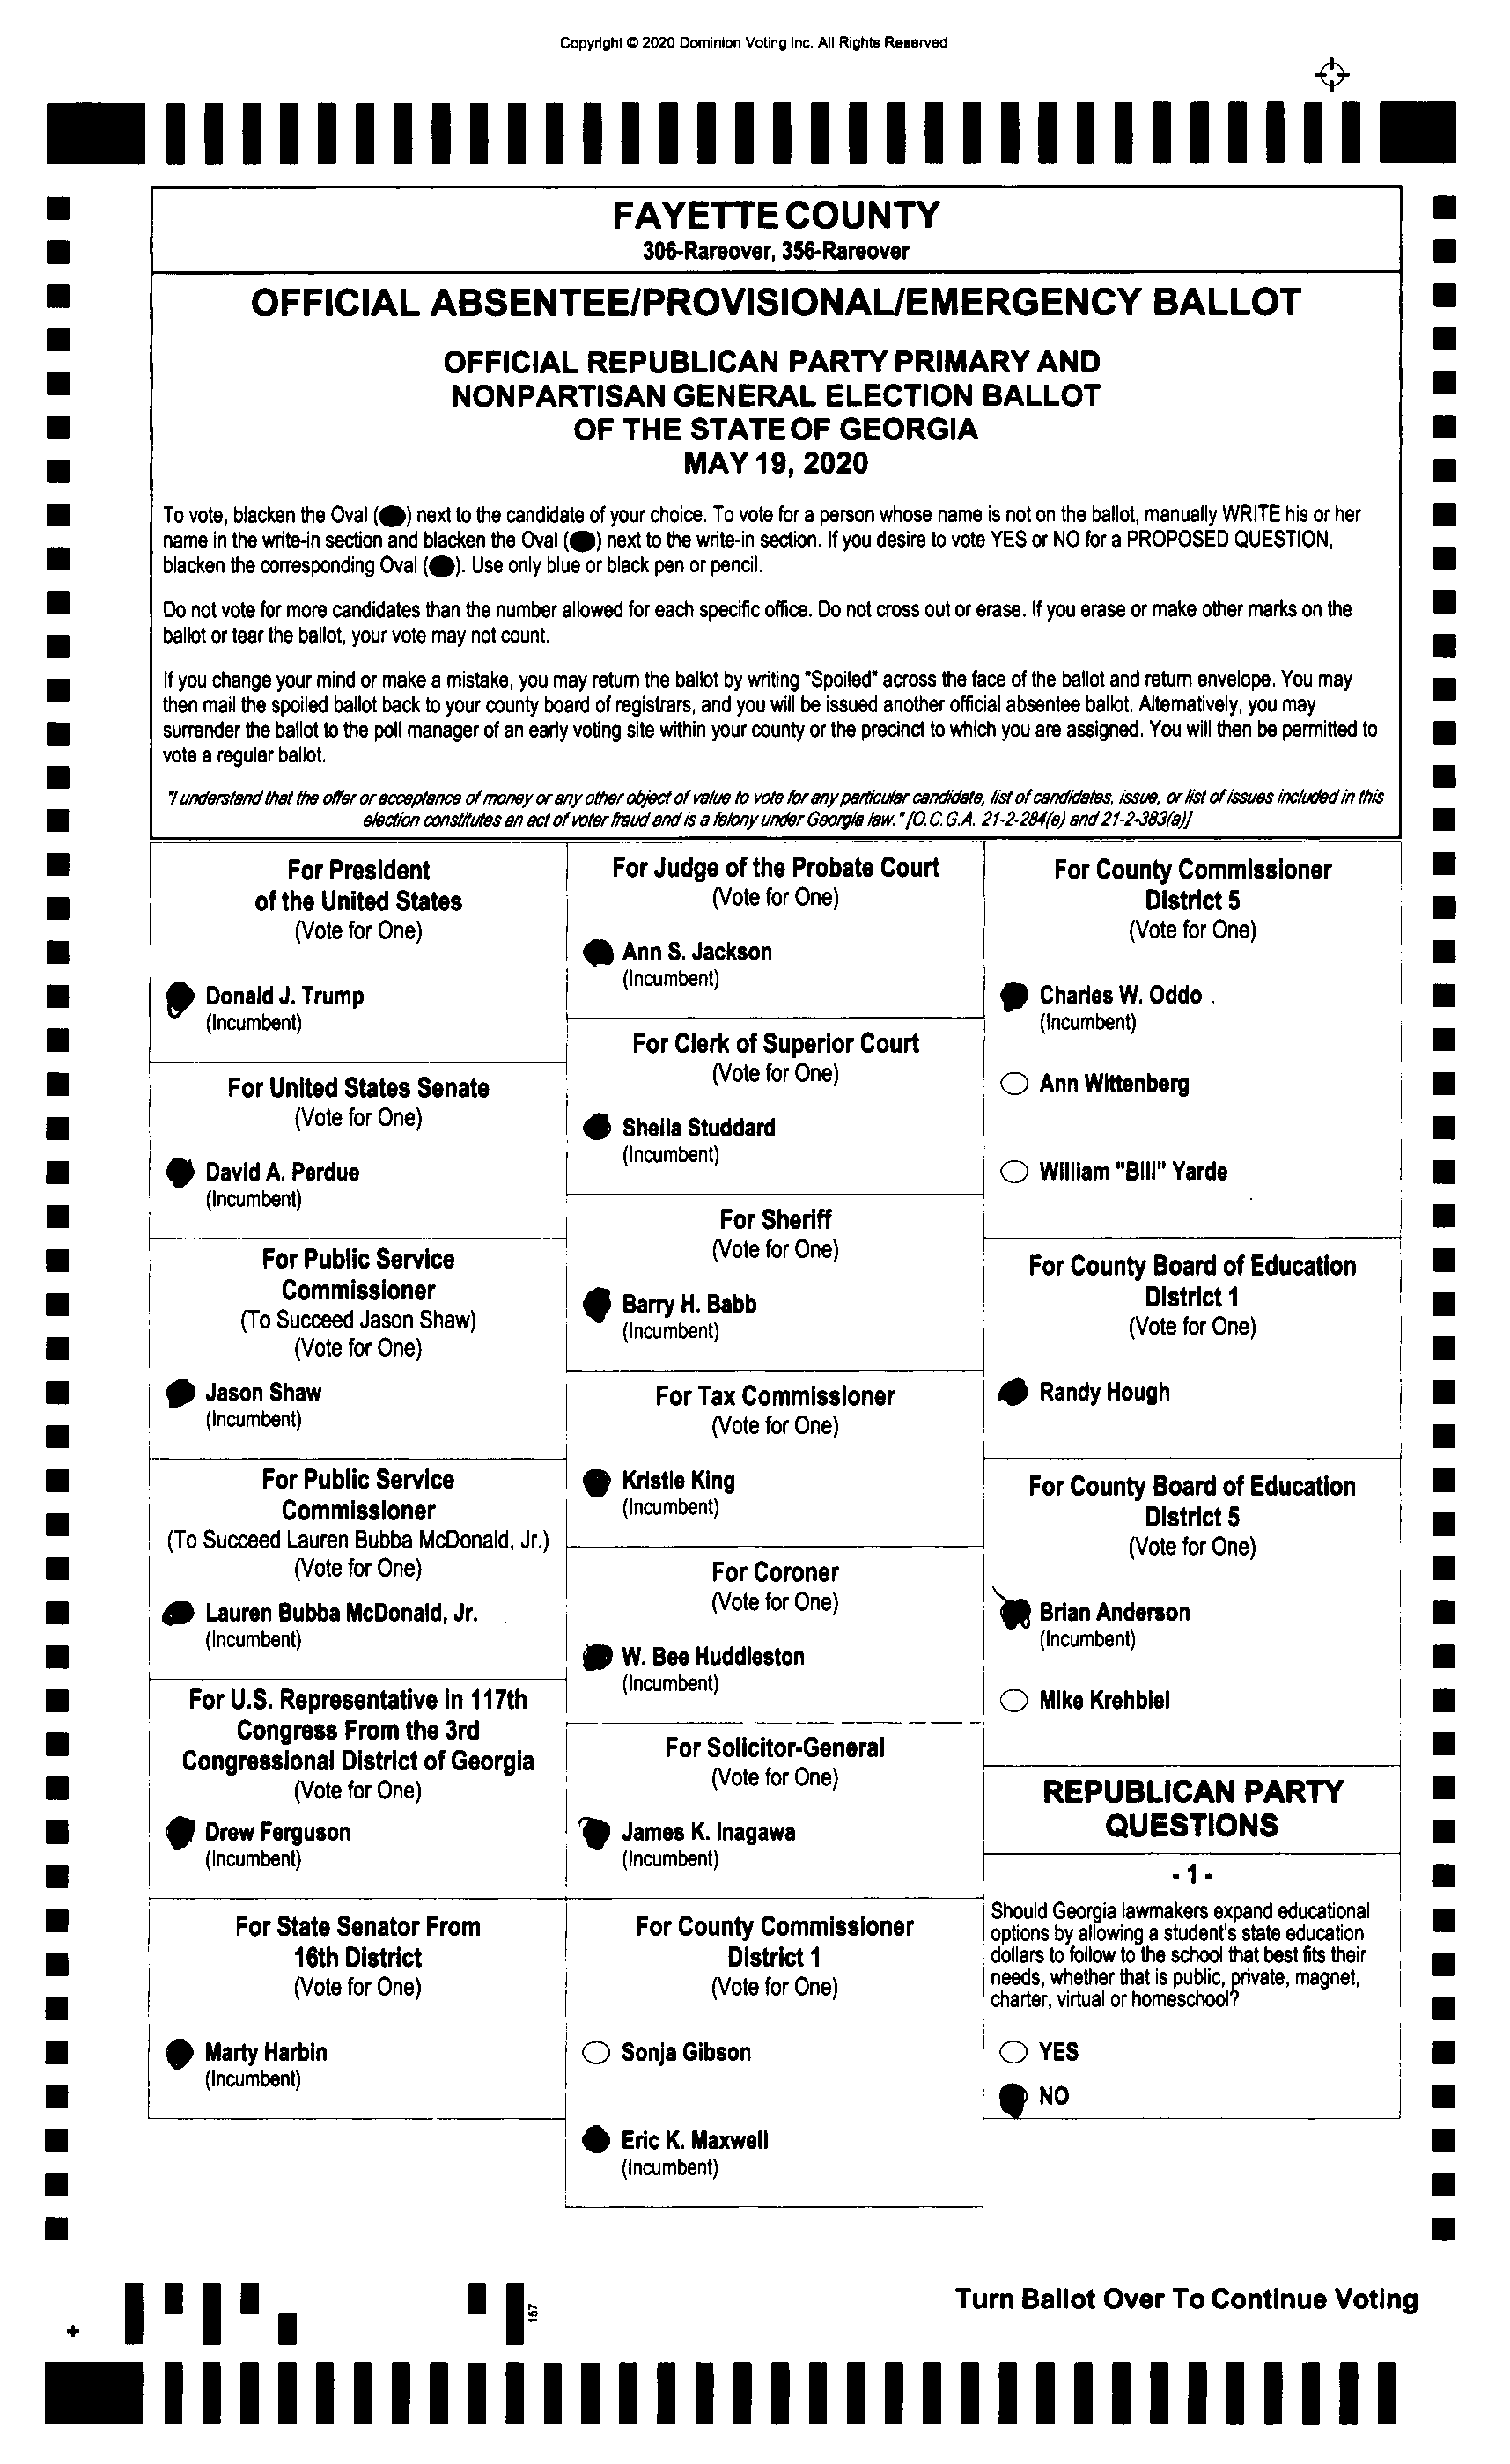 Copyright © 2020 Dominion Voting Inc. All Rights Reserved
FAYETTE COUNTY
306-Rareover, 356-Rareover
OFFICIAL ABSENTEE/PROVISIONAL/EMERGENCY BALLOT
OFFICIAL REPUBLICAN PARTY PRIMARY AND
NONPARTISAN GENERAL ELECTION BALLOT
OF THE STATE OF GEORGIA
MAY 19, 2020
To vote, blacken the Oval ( ) next to the candidate of your choice. To vote for a person whose name is not on the ballot, manually WRITE his or her
name in the write-in section and blacken the Oval ( ) next to the write-in section. If you desire to vote YES or NO for a PROPOSED QUESTION,
blacken the corresponding Oval ( ). Use only blue or black pen or pencil.
Do not vote for more candidates than the number allowed for each specific office. Do not cross out or erase. If you erase or make other marks on the
ballot or tear the ballot, your vote may not count.
If you change your mind or make a mistake, you may return the ballot by writing "Spoiled" across the face of the ballot and return envelope. You may
then mail the spoiled ballot back to your county board of registrars, and you will be issued another official absentee ballot. Alternatively, you may
surrender the ballot to the poll manager of an early voting site within your county or the precinct to which you are assigned. You will then be permitted to
vote a regular ballot.
"I understand that the offer or acceptance of money or any other object of value to vote for any particular candidate, list of candidates, issue, or list of issues included in this
election constitutes an act of voter fraud and is a felony under Georgia law." [O.C.G.A. 21-2-284(e) and 21-2-383(a)]
For President
of the United States
(Vote for One)
Donald J. Trump
(Incumbent)
For United States Senate
(Vote for One)
David A. Perdue
(Incumbent)
For Public Service
Commissioner
(To Succeed Jason Shaw)
(Vote for One)
Jason Shaw
(Incumbent)
For Public Service
Commissioner
(To Succeed Lauren Bubba McDonald, Jr.)
(Vote for One)
Lauren Bubba McDonald, Jr.
(Incumbent)
For U.S. Representative in 117th
Congress From the 3rd
Congressional District of Georgia
(Vote for One)
Drew Ferguson
(Incumbent)
For State Senator From
16th District
(Vote for One)
Marty Harbin
(Incumbent)
For Judge of the Probate Court
(Vote for One)
Ann S. Jackson
(Incumbent)
For Clerk of Superior Court
(Vote for One)
Sheila Studdard
(Incumbent)
For Sheriff
(Vote for One)
Barry H. Babb
(Incumbent)
For Tax Commissioner
(Vote for One)
Kristie King
(Incumbent)
For Coroner
(Vote for One)
W. Bee Huddleston
(Incumbent)
For Solicitor-General
(Vote for One)
James K. Inagawa
(Incumbent)
For County Commissioner
District 1
(Vote for One)
Sonja Gibson
Eric K. Maxwell
(Incumbent)
For County Commissioner
District 5
(Vote for One)
Charles W. Oddo
(Incumbent)
Ann Wittenberg
William "Bill" Yarde
For County Board of Education
District 1
(Vote for One)
Randy Hough
For County Board of Education
District 5
(Vote for One)
Brian Anderson
(Incumbent)
Mike Krehbiel
REPUBLICAN PARTY
QUESTIONS
- 1 -
Should Georgia lawmakers expand educational
options by allowing a student's state education
dollars to follow to the school that best fits their
needs, whether that is public, private, magnet,
charter, virtual or homeschool?
YES
NO
157
Turn Ballot Over To Continue Voting